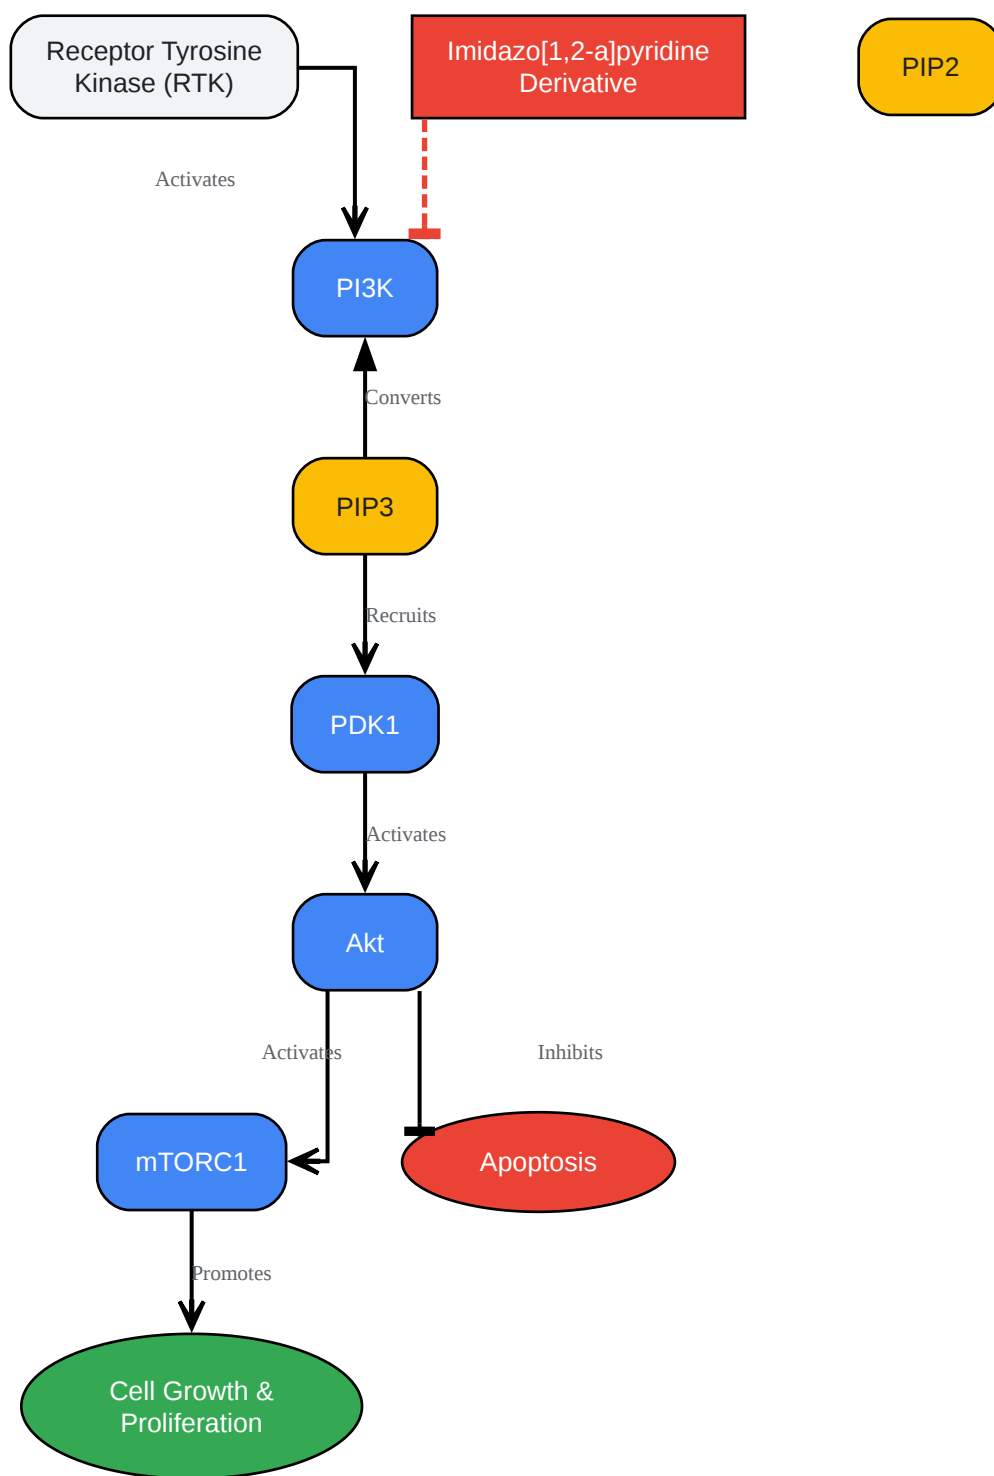 Receptor Tyrosine
Kinase (RTK)
Imidazo[1,2-a]pyridine
Derivative
PIP2
Activates
PI3K
Converts
PIP3
Recruits
PDK1
Activates
Akt
Activates
Inhibits
mTORC1
Apoptosis
Promotes
Cell Growth &
Proliferation